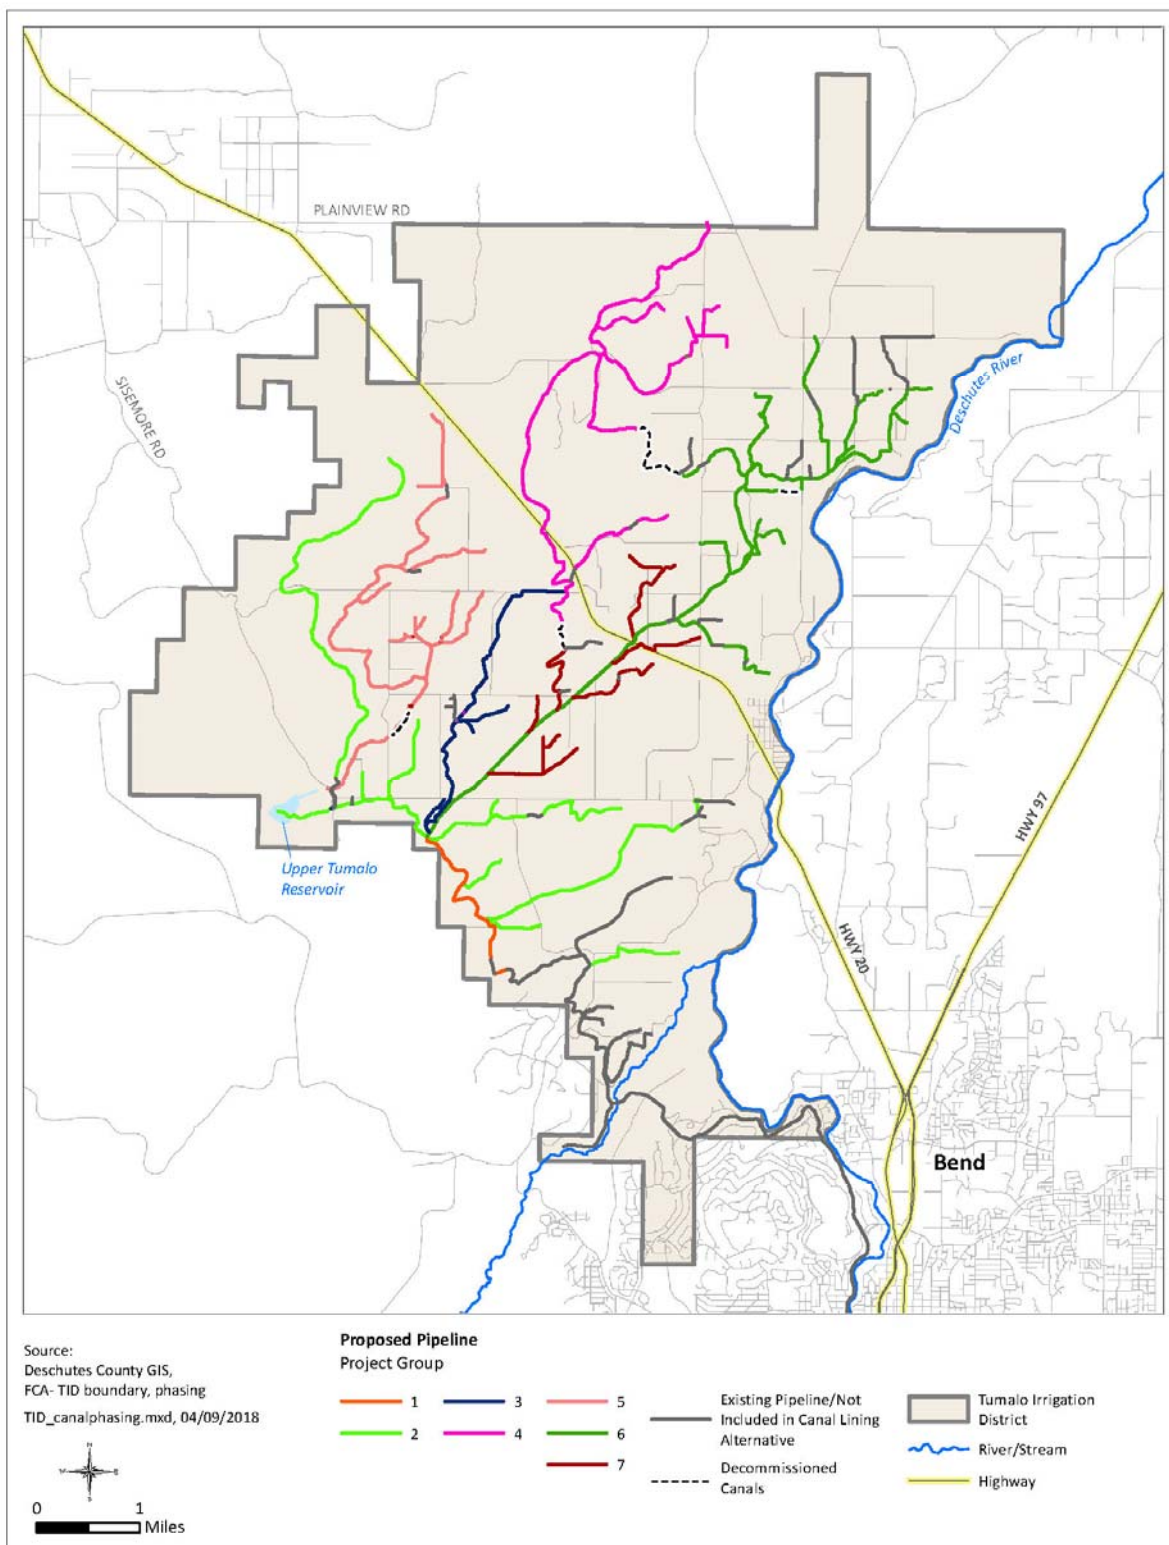 PLAINVIEW RD
SISEMORE RD
Deschutes River
HWY 97
Upper Tumalo
Reservoir
HWY 20
Bend
Source:
Deschutes County GIS,
FCA- TID boundary, phasing
TID_canalphasing.mxd, 04/09/2018
N
W
E
S
0 1
Miles
Proposed Pipeline
Project Group
1
2
3
4
5
6
7
Existing Pipeline/Not
Included in Canal Lining
Alternative
Decommissioned
Canals
Tumalo Irrigation
District
River/Stream
Highway